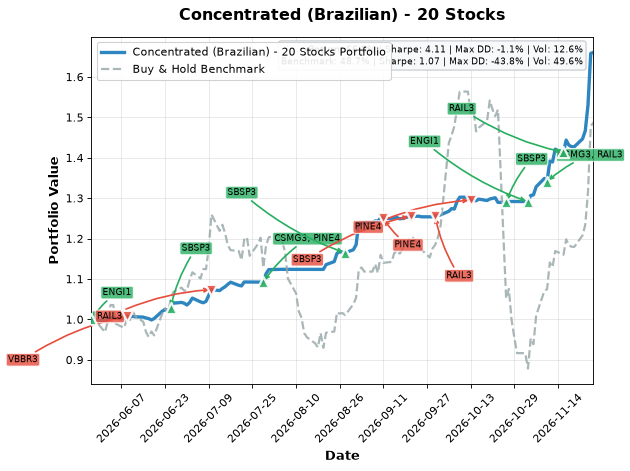 Concentrated (Brazilian) - 20 Stocks
Concentrated (Brazilian) - 20 Stocks Portfolio
Buy & Hold Benchmark
Sharpe: 4.11 | Max DD: -1.1% | Vol: 12.6%
Benchmark: 48.7% | Sharpe: 1.07 | Max DD: -43.8% | Vol: 49.6%
Portfolio Value
1.6
1.5
1.4
1.3
1.2
1.1
1.0
0.9
RAIL3
ENGI1
SBSP3
CSMG3, RAIL3
SBSP3
PINE4
CSMG3, PINE4
PINE4
SBSP3
SBSP3
RAIL3
ENGI1
RAIL3
VBBR3
2026-06-07
2026-06-23
2026-07-09
2026-07-25
2026-08-10
2026-08-26
2026-09-11
2026-09-27
2026-10-13
2026-10-29
2026-11-14
Date